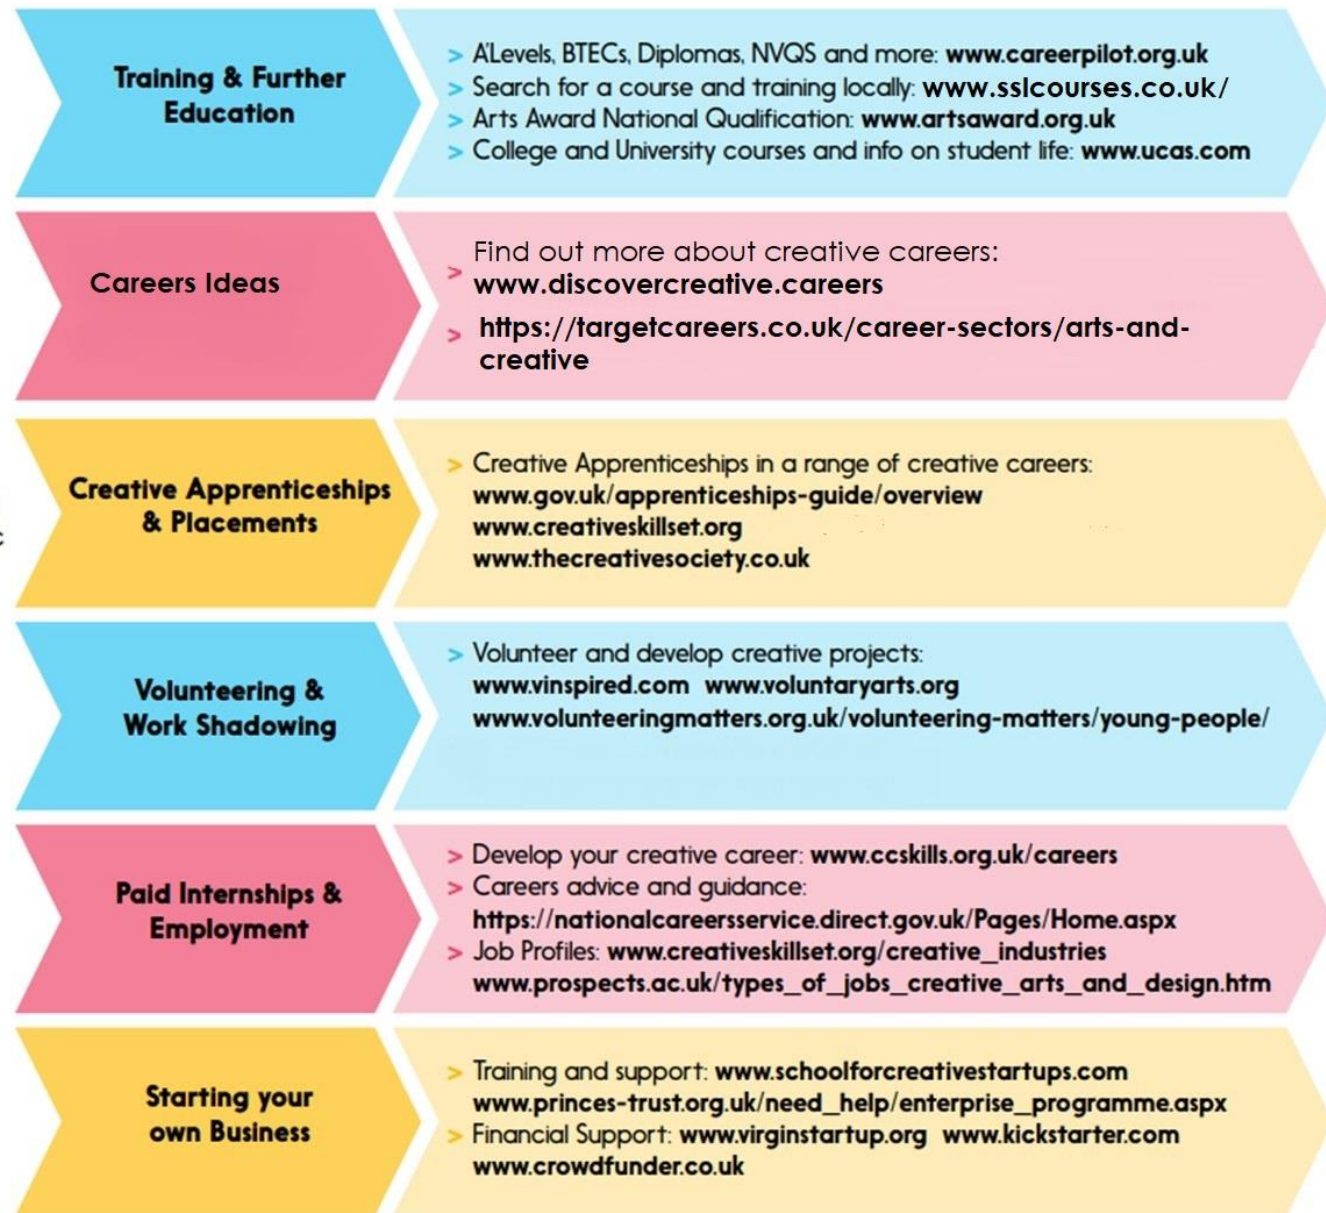 Training & Further
Education
> A'Levels, BTECs, Diplomas, NVQS and more: www.careerpilot.org.uk
> Search for a course and training locally: www.sslcourses.co.uk/
> Arts Award National Qualification: www.artsaward.org.uk
> College and University courses and info on student life: www.ucas.com
Careers Ideas
> Find out more about creative careers:
www.discovercreative.careers
> https://targetcareers.co.uk/career-sectors/arts-and-
creative
Creative Apprenticeships
& Placements
> Creative Apprenticeships in a range of creative careers:
www.gov.uk/apprenticeships-guide/overview
www.creativeskillset.org
www.thecreativesociety.co.uk
Volunteering &
Work Shadowing
> Volunteer and develop creative projects:
www.vinspired.com www.voluntaryarts.org
www.volunteeringmatters.org.uk/volunteering-matters/young-people/
Paid Internships &
Employment
> Develop your creative career: www.ccskills.org.uk/careers
> Careers advice and guidance:
https://nationalcareersservice.direct.gov.uk/Pages/Home.aspx
> Job Profiles: www.creativeskillset.org/creative_industries
www.prospects.ac.uk/types_of_jobs_creative_arts_and_design.htm
Starting your
own Business
> Training and support: www.schoolforcreativestartups.com
www.princes-trust.org.uk/need_help/enterprise_programme.aspx
> Financial Support: www.virginstartup.org www.kickstarter.com
www.crowdfunder.co.uk